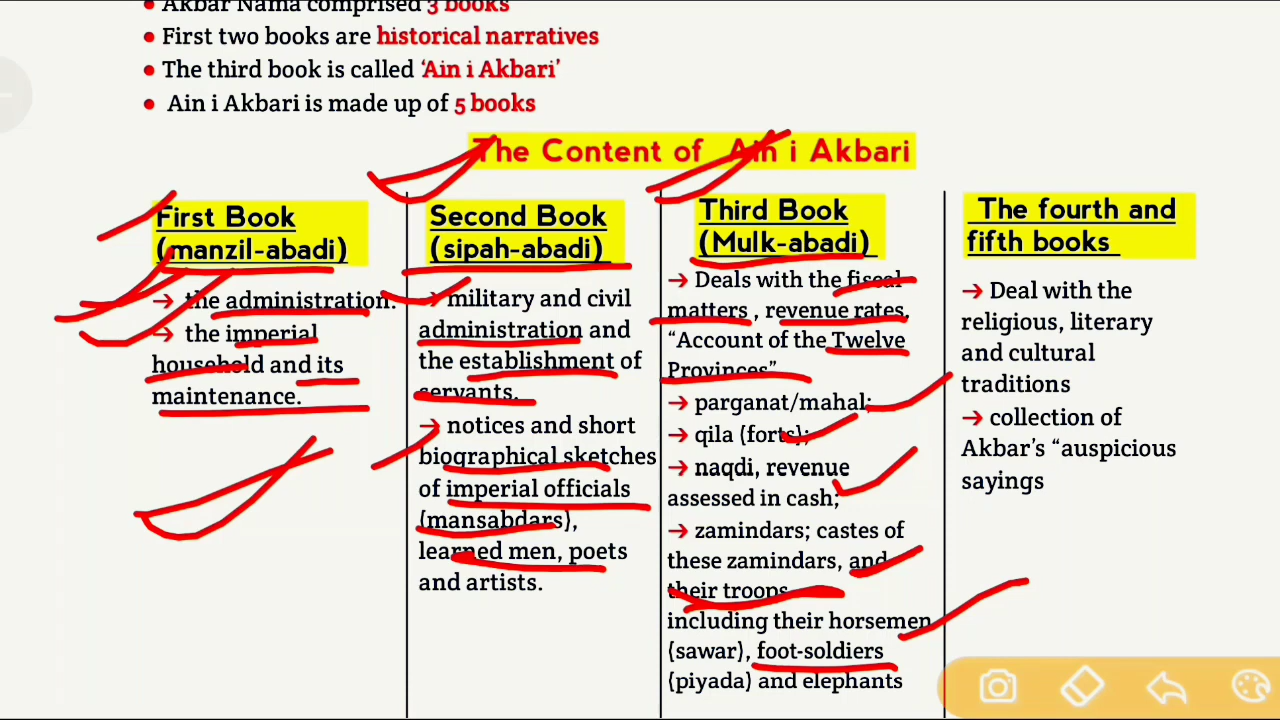 Akbar Nama comprised 3 books
• First two books are historical narratives
• The third book is called ‘Ain i Akbari’
• Ain i Akbari is made up of 5 books
The Content of Ain i Akbari
First Book
(manzil-abadi)
→ the administration.
→ the imperial
household and its
maintenance.
Second Book
(sipah-abadi)
→ military and civil
administration and
the establishment of
servants.
→ notices and short
biographical sketches
of imperial officials
(mansabdars),
learned men, poets
and artists.
Third Book
(Mulk-abadi)
→ Deals with the fiscal
matters , revenue rates,
“Account of the Twelve
Provinces”
→ parganat/mahal;
→ qila (forts);
→ naqdi, revenue
assessed in cash;
→ zamindars; castes of
these zamindars, and
their troops
including their horsemen
(sawar), foot-soldiers
(piyada) and elephants
The fourth and
fifth books
→ Deal with the
religious, literary
and cultural
traditions
→ collection of
Akbar’s “auspicious
sayings